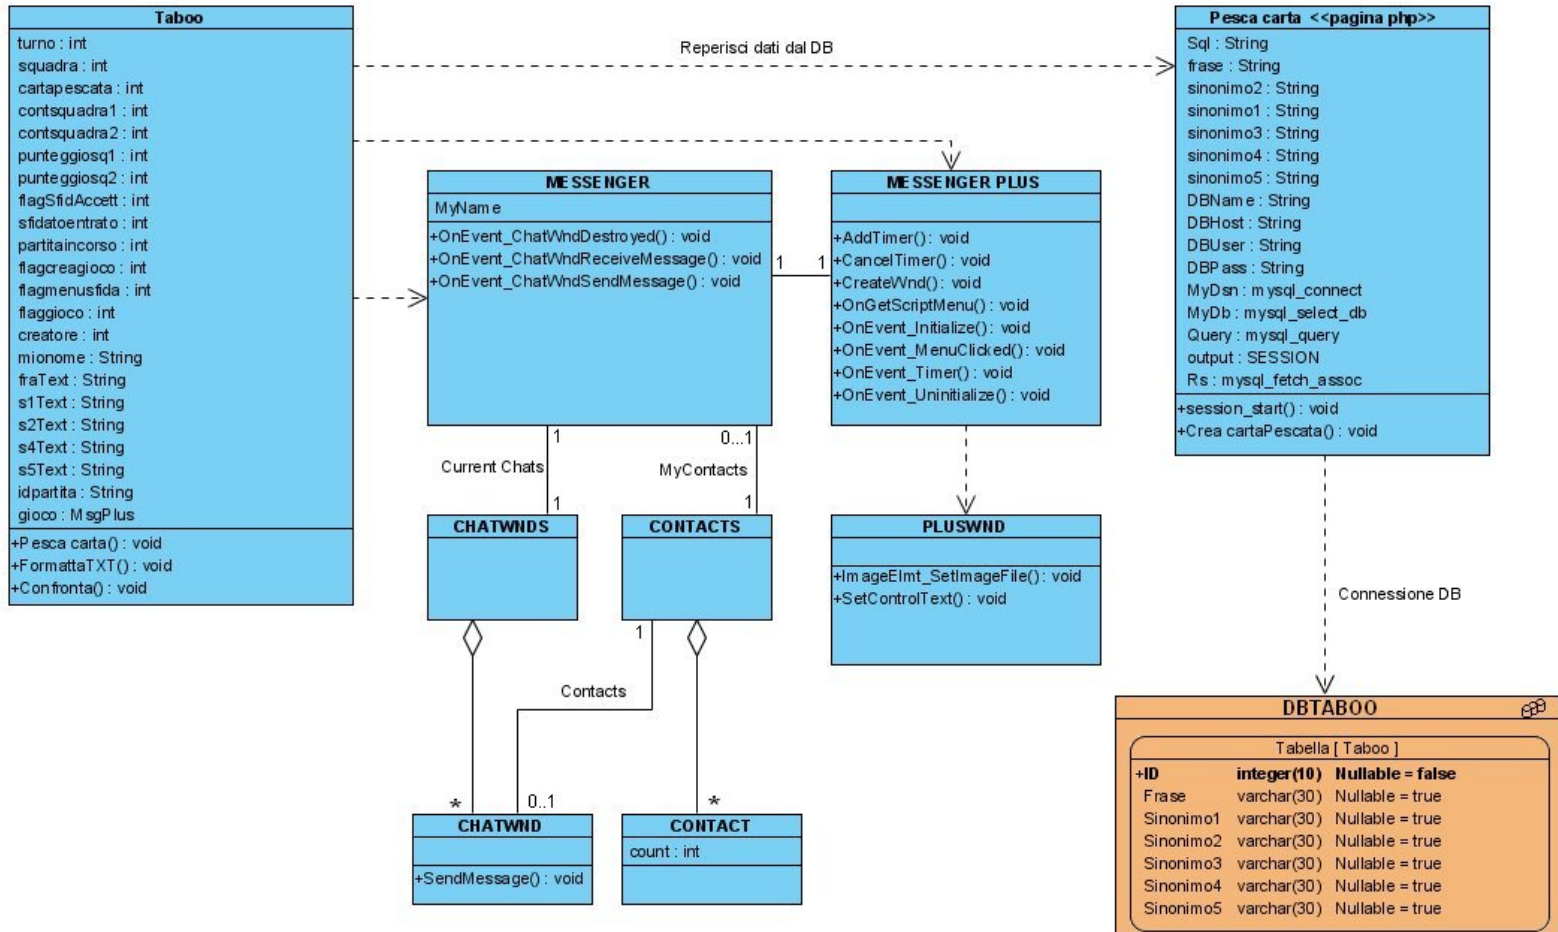 Taboo
turno : int
squadra : int
cartapescata : int
contsquadra1 : int
contsquadra2 : int
punteggiosq1 : int
punteggiosq2 : int
flagSfidAccett : int
sfidatoentrato : int
partitaincorso : int
flagcreagioco : int
flagmenusfida : int
flaggioco : int
creatore : int
mionome : String
fraText : String
s1Text : String
s2Text : String
s4Text : String
s5Text : String
idpartita : String
gioco : MsgPlus
+Pesca carta() : void
+FormattaTXT() : void
+Confronta() : void
Reperisci dati dal DB
MESSENGER
MyName
+OnEvent_ChatWndDestroyed() : void
+OnEvent_ChatWndReceiveMessage() : void
+OnEvent_ChatWndSendMessage() : void
1
1
MESSENGER PLUS
+AddTimer() : void
+CancelTimer() : void
+CreateWnd() : void
+OnGetScriptMenu() : void
+OnEvent_Initialize() : void
+OnEvent_MenuClicked() : void
+OnEvent_Timer() : void
+OnEvent_Uninitialize() : void
Pesca carta <<pagina php>>
Sql : String
frase : String
sinonimo2 : String
sinonimo1 : String
sinonimo3 : String
sinonimo4 : String
sinonimo5 : String
DBName : String
DBHost : String
DBUser : String
DBPass : String
MyDsn : mysql_connect
MyDb : mysql_select_db
Query : mysql_query
output : SESSION
Rs : mysql_fetch_assoc
+session_start() : void
+Crea cartaPescata() : void
1
Current Chats
1
0...1
MyContacts
1
CHATWNDS
CONTACTS
PLUSWND
+ImageElmt_SetImageFile() : void
+SetControlText() : void
Connessione DB
1
Contacts
*
0..1
*
CHATWND
+SendMessage() : void
CONTACT
count : int
DBTABOO
Tabella [ Taboo ]
+ID integer(10) Nullable = false
Frase varchar(30) Nullable = true
Sinonimo1 varchar(30) Nullable = true
Sinonimo2 varchar(30) Nullable = true
Sinonimo3 varchar(30) Nullable = true
Sinonimo4 varchar(30) Nullable = true
Sinonimo5 varchar(30) Nullable = true